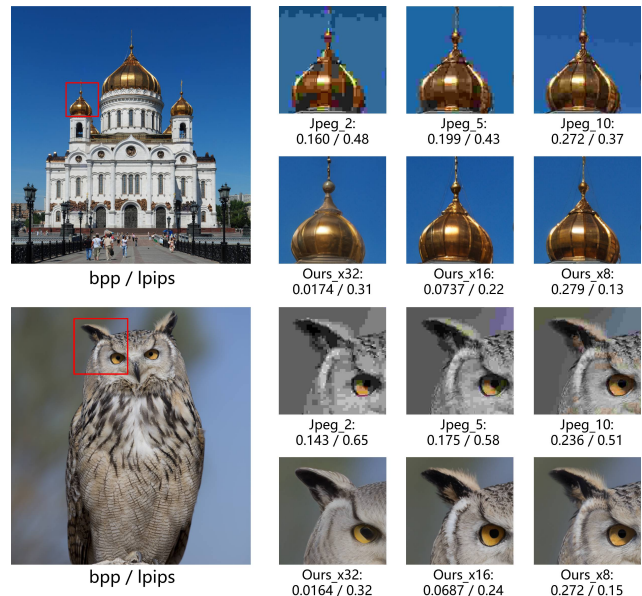 Jpeg_2:
0.160 / 0.48
Jpeg_5:
0.199 / 0.43
Jpeg_10:
0.272 / 0.37
Ours_x32:
0.0174 / 0.31
Ours_x16:
0.0737 / 0.22
Ours_x8:
0.279 / 0.13
bpp / lpips
Jpeg_2:
0.143 / 0.65
Jpeg_5:
0.175 / 0.58
Jpeg_10:
0.236 / 0.51
Ours_x32:
0.0164 / 0.32
Ours_x16:
0.0687 / 0.24
Ours_x8:
0.272 / 0.15
bpp / lpips